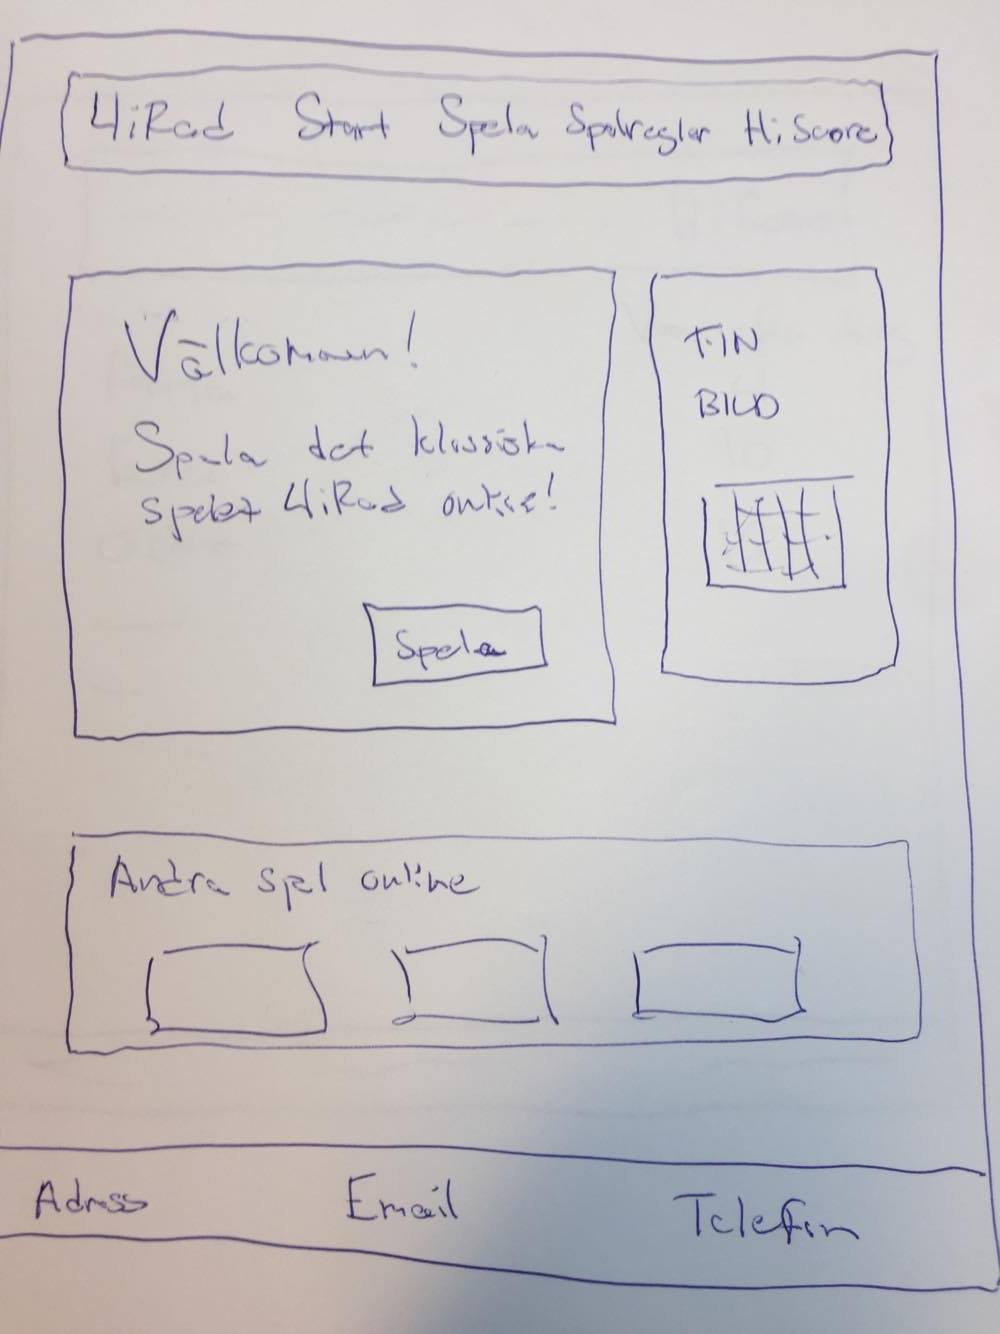 4iRad Start Spela Spelregler HiScore
Välkommen!
Spela det klassiska
spelet 4iRad online!
Spela
FIN
BILD
Andra spel online
Adress Email Telefon